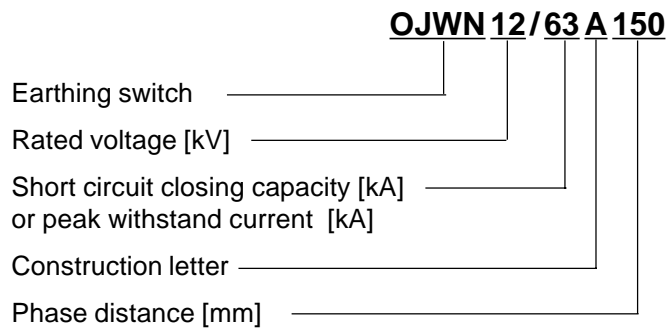 OJWN 12 / 63 A 150
Earthing switch
Rated voltage [kV]
Short circuit closing capacity [kA]
or peak withstand current [kA]
Construction letter
Phase distance [mm]